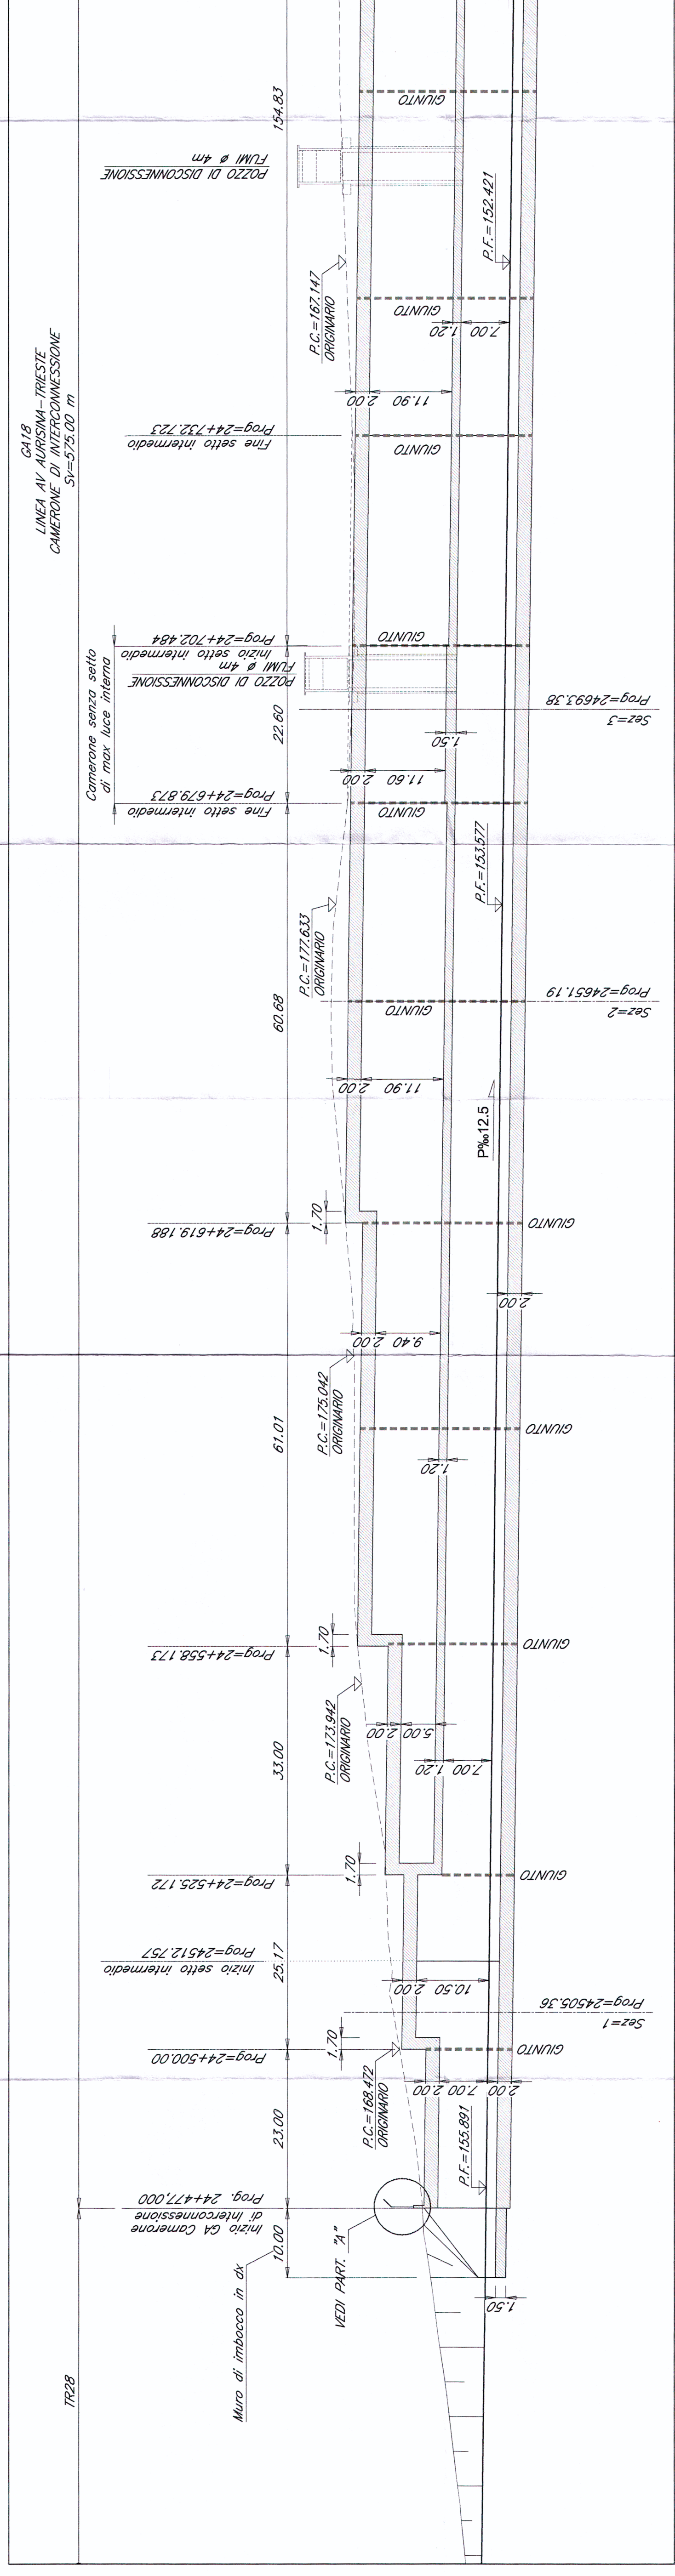 GA18
LINEA AV AURISINA-TRIESTE
CAMERONE DI INTERCONNESSIONE
Sv=575.00 m
TR28
154.83
POZZO DI DISCONNESSIONE
FUMI ø 4m
GIUNTO
P.C.=167.147
ORIGINARIO
P.F.=152.421
GIUNTO
1.20
7.00
2.00
11.90
Fine setto intermedio
Prog=24+732.723
GIUNTO
Camerone senza setto
di max luce interna
Inizio setto intermedio
Prog=24+702.484
GIUNTO
POZZO DI DISCONNESSIONE
FUMI ø 4m
22.60
Sez=3
Prog=24693.38
1.50
2.00
11.60
Fine setto intermedio
Prog=24+679.873
GIUNTO
P.F.=153.577
P.C.=177.633
ORIGINARIO
60.68
GIUNTO
Sez=2
Prog=24651.19
2.00
11.90
P‰12.5
1.70
Prog=24+619.188
GIUNTO
2.00
2.00
9.40
P.C.=175.042
ORIGINARIO
61.01
GIUNTO
1.20
1.70
Prog=24+558.173
GIUNTO
P.C.=173.942
ORIGINARIO
33.00
2.00
5.00
1.20
7.00
1.70
Prog=24+525.172
GIUNTO
Inizio setto intermedio
Prog=24512.757
25.17
2.00
10.50
Sez=1
Prog=24505.36
1.70
Prog=24+500.00
GIUNTO
P.C.=168.472
ORIGINARIO
23.00
2.00
7.00
2.00
P.F.=155.891
Inizio GA Camerone
di Interconnessione
Prog. 24+477,000
10.00
Muro di imbocco in dx
VEDI PART. "A"
1.50